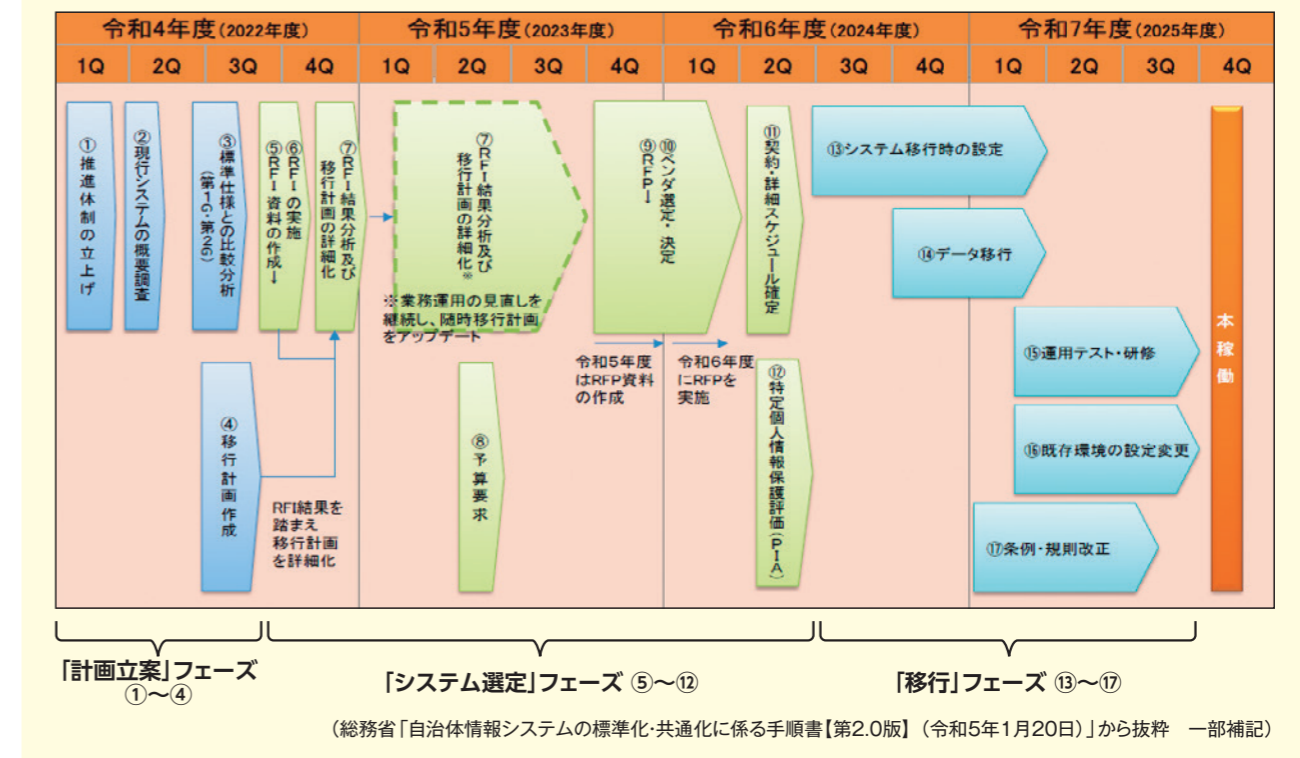 令和4年度(2022年度)
令和5年度(2023年度)
令和6年度(2024年度)
令和7年度(2025年度)
1Q 2Q 3Q 4Q 1Q 2Q 3Q 4Q 1Q 2Q 3Q 4Q 1Q 2Q 3Q 4Q
①推進体制の立上げ
②現行システムの概要調査
③標準仕様との比較分析
(第1G・第2G)
④移行計画作成
⑥RFIの実施
⑤RFI資料の作成↓
⑦RFI結果分析及び
移行計画の詳細化
RFI結果を
踏まえ
移行計画
を詳細化
⑦RFI結果分析及び
移行計画の詳細化※
※業務運用の見直しを
継続し、随時移行計画
をアップデート
⑧予算要求
⑩ベンダ選定・決定
⑨RFP↓
令和5年度
はRFP資料
の作成
令和6年度
にRFPを
実施
⑪契約・詳細スケジュール確定
⑫特定個人情報保護評価(PIA)
⑬システム移行時の設定
⑭データ移行
⑮運用テスト・研修
⑯既存環境の設定変更
⑰条例・規則改正
本稼働
「計画立案」フェーズ
①～④
「システム選定」フェーズ ⑤～⑫
「移行」フェーズ ⑬～⑰
(総務省「自治体情報システムの標準化・共通化に係る手順書【第2.0版】(令和5年1月20日)」から抜粋　一部補記)